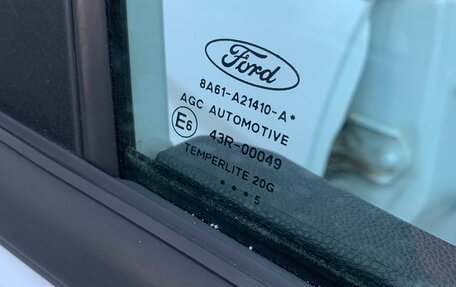 Ford
8A61-A21410-A*
AGC AUTOMOTIVE
E6 43R-00049
TEMPERLITE 20G
•••5